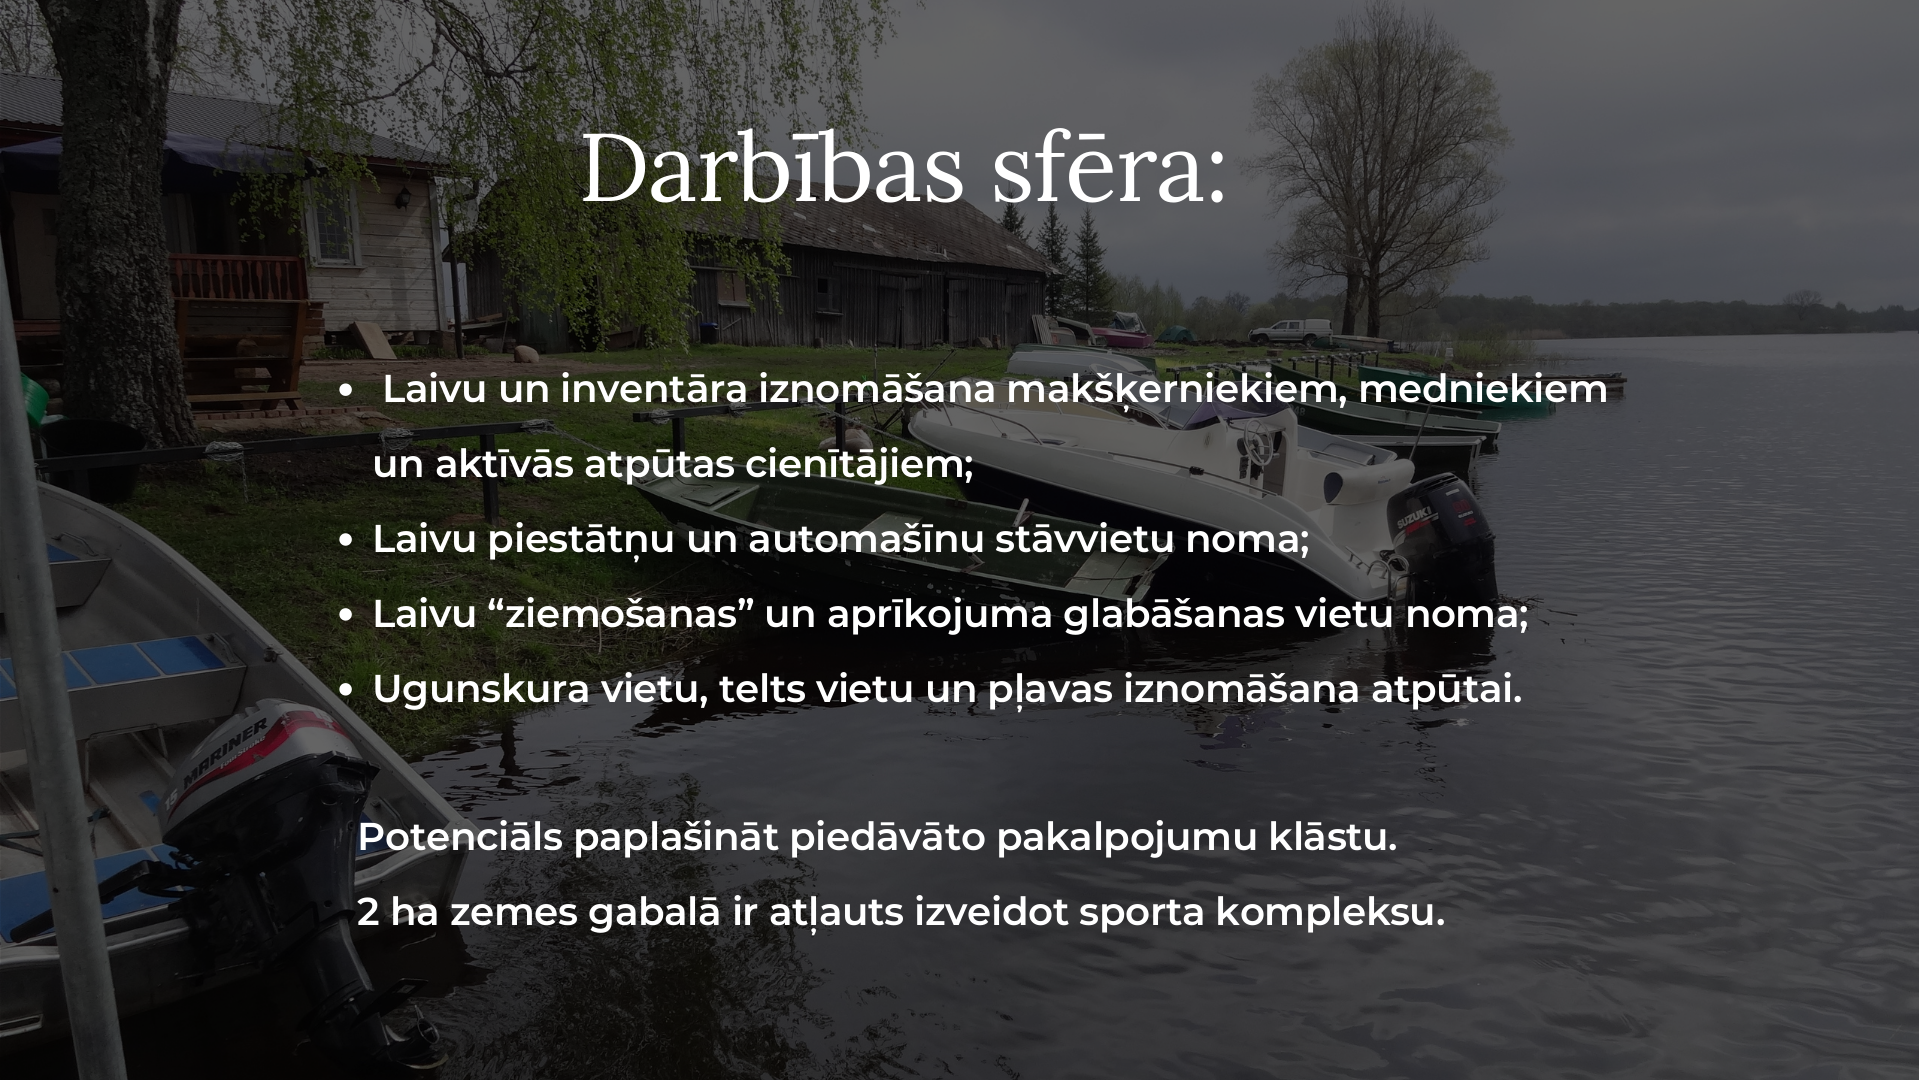 Darbības sfēra:
• Laivu un inventāra iznomāšana makšķerniekiem, medniekiem
un aktīvās atpūtas cienītājiem;
• Laivu piestātņu un automašīnu stāvvietu noma;
• Laivu “ziemošanas” un aprīkojuma glabāšanas vietu noma;
• Ugunskura vietu, telts vietu un pļavas iznomāšana atpūtai.
Potenciāls paplašināt piedāvāto pakalpojumu klāstu.
2 ha zemes gabalā ir atļauts izveidot sporta kompleksu.
SUZUKI
MARINER
FourStroke
15